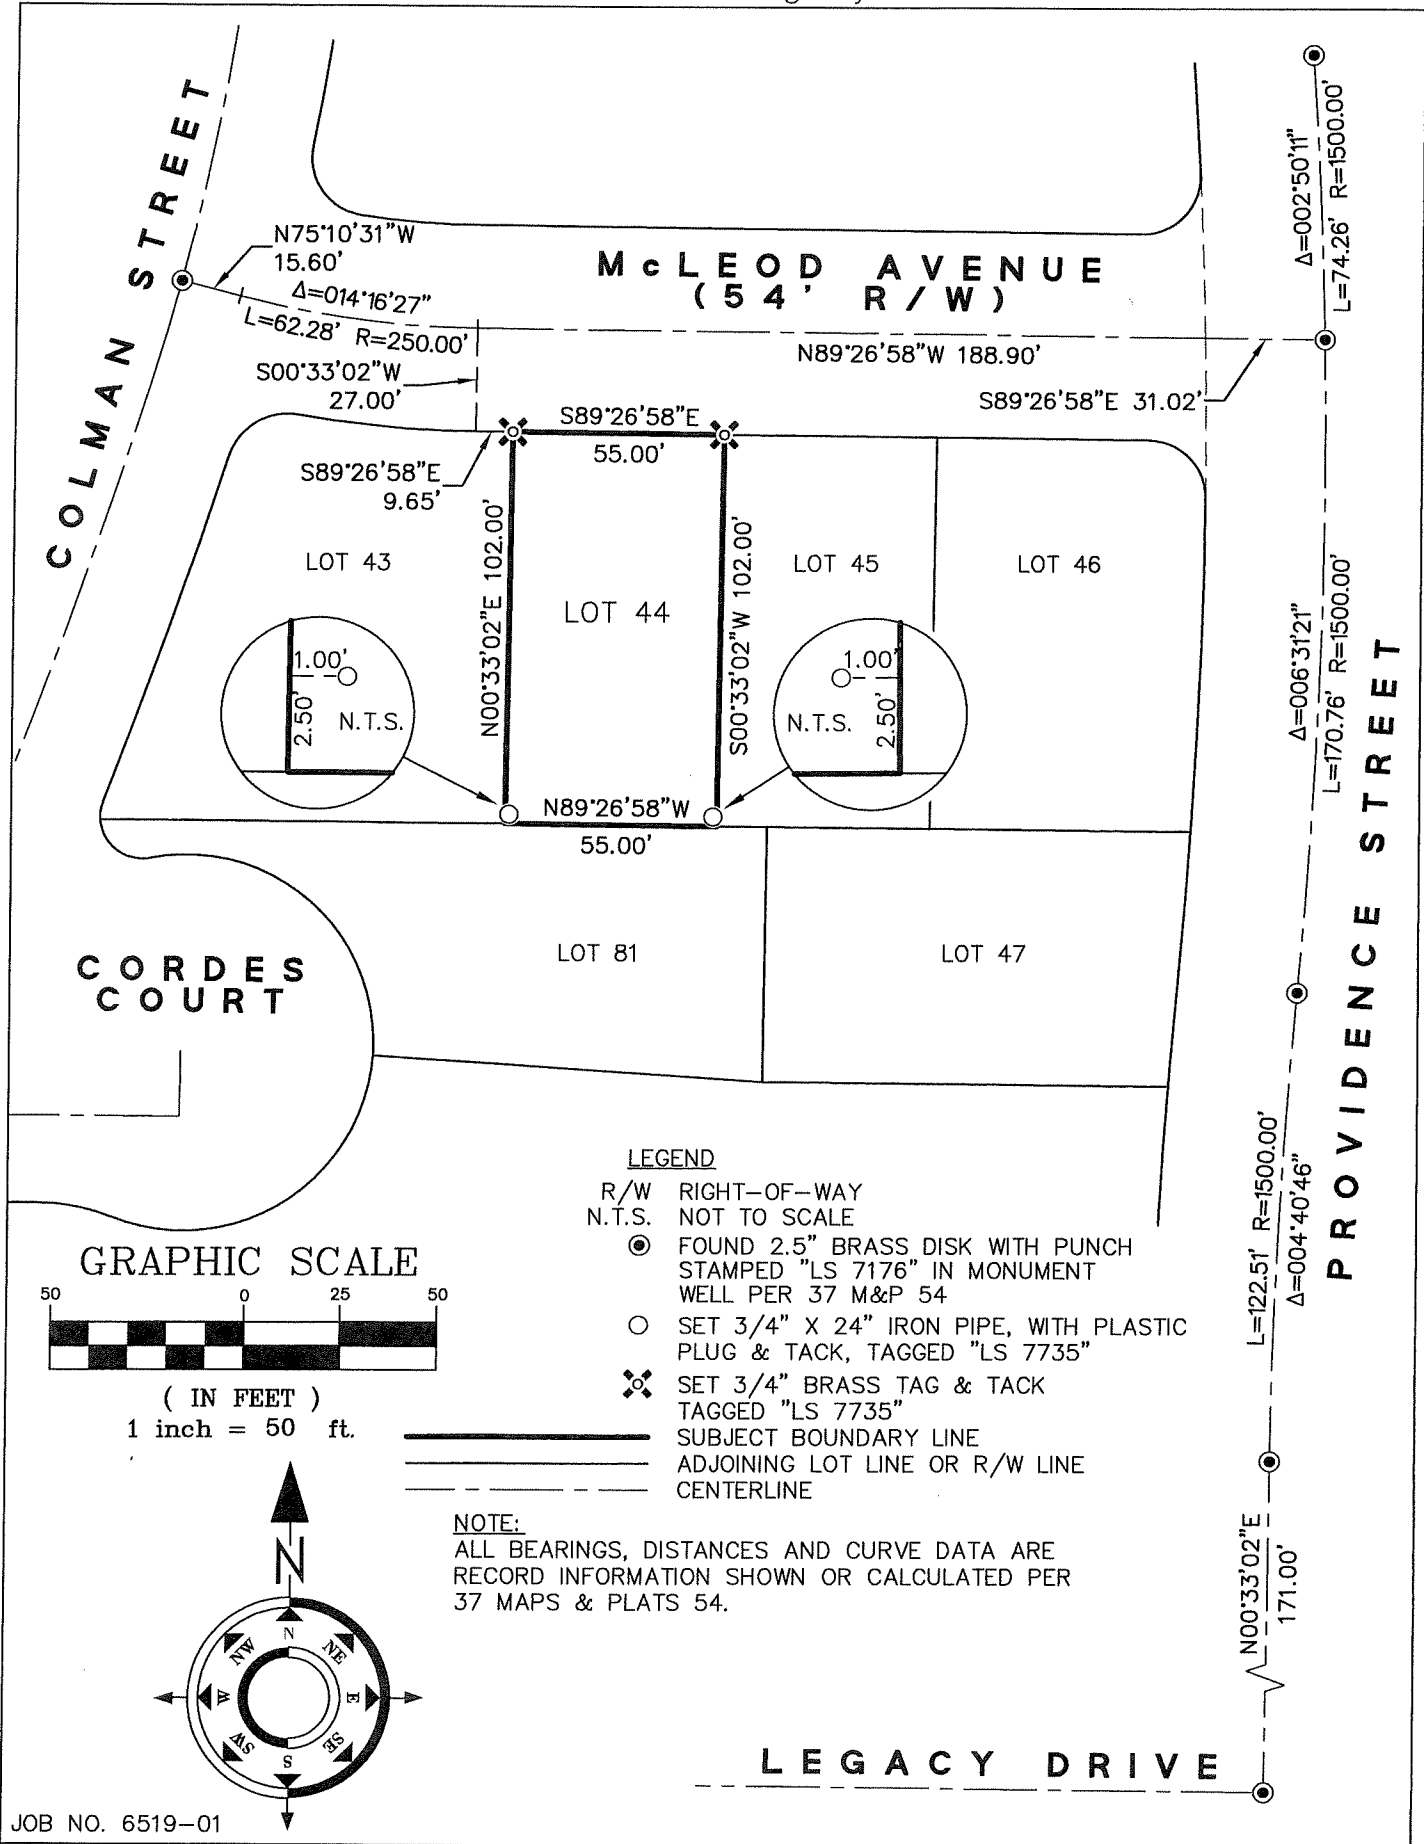 COLMAN STREET
N75°10'31"W
15.60'
Δ=014°16'27"
L=62.28' R=250.00'
McLEOD AVENUE
(54' R/W)
N89°26'58"W 188.90'
S89°26'58"E 31.02'
Δ=002°50'11"
L=74.26' R=1500.00'
S00°33'02"W
27.00'
S89°26'58"E
55.00'
S89°26'58"E
9.65'
LOT 43
N00°33'02"E 102.00'
LOT 44
S00°33'02"W 102.00'
LOT 45
LOT 46
1.00'
2.50'
N.T.S.
1.00'
2.50'
N.T.S.
N89°26'58"W
55.00'
Δ=006°31'21"
L=170.76' R=1500.00'
PROVIDENCE STREET
LOT 81
LOT 47
CORDES
COURT
L=122.51' R=1500.00'
Δ=004°40'46"
LEGEND
R/W RIGHT-OF-WAY
N.T.S. NOT TO SCALE
FOUND 2.5" BRASS DISK WITH PUNCH
STAMPED "LS 7176" IN MONUMENT
WELL PER 37 M&P 54
SET 3/4" X 24" IRON PIPE, WITH PLASTIC
PLUG & TACK, TAGGED "LS 7735"
SET 3/4" BRASS TAG & TACK
TAGGED "LS 7735"
SUBJECT BOUNDARY LINE
ADJOINING LOT LINE OR R/W LINE
CENTERLINE
GRAPHIC SCALE
50 0 25 50
( IN FEET )
1 inch = 50 ft.
NOTE:
ALL BEARINGS, DISTANCES AND CURVE DATA ARE
RECORD INFORMATION SHOWN OR CALCULATED PER
37 MAPS & PLATS 54.
N
N
NE
E
SE
S
SW
W
NW
N00°33'02"E
171.00'
LEGACY DRIVE
JOB NO. 6519-01